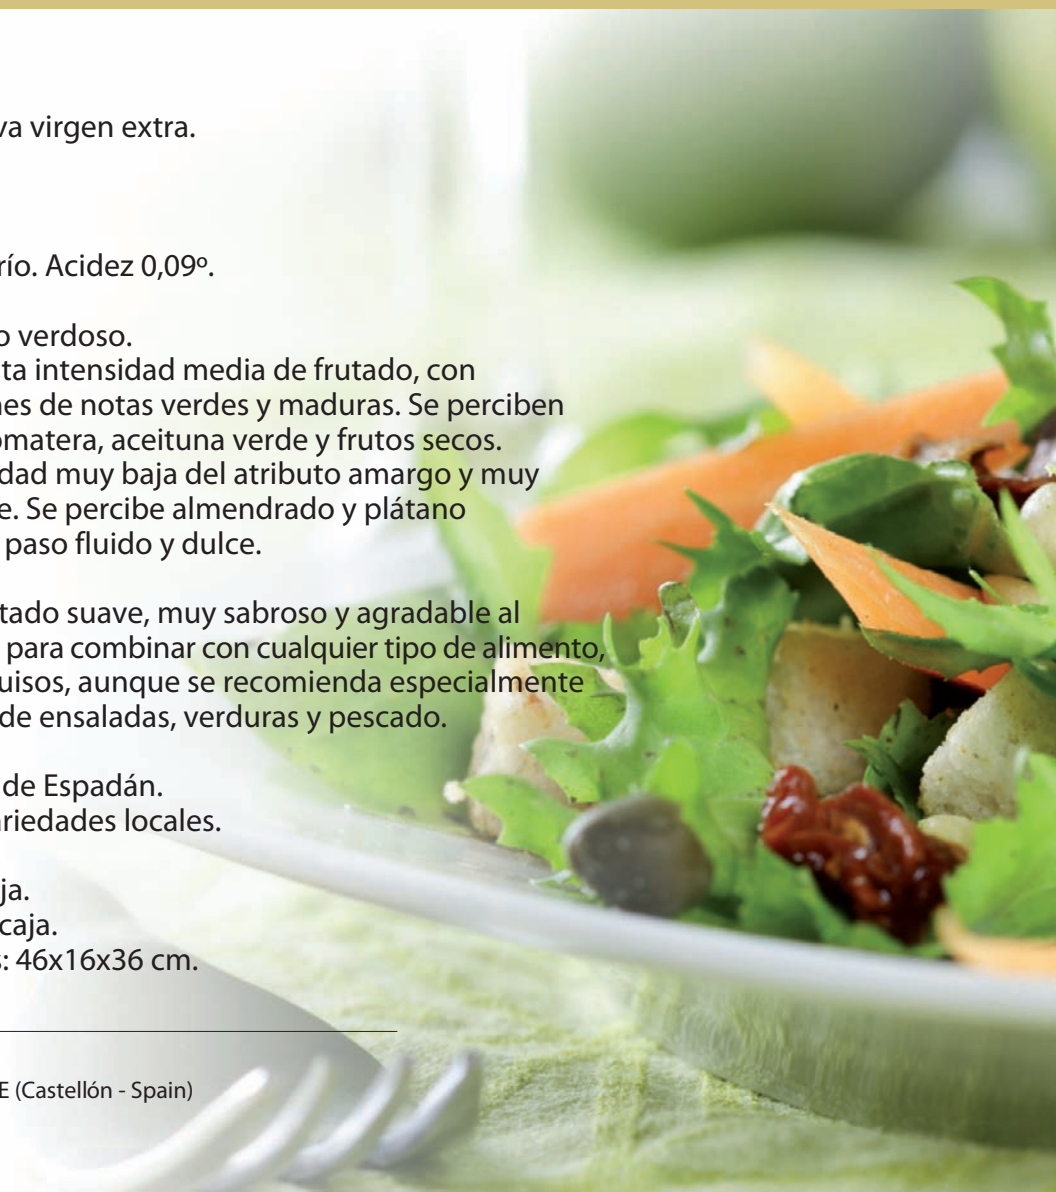 va virgen extra.
río. Acidez 0,09º.
o verdoso.
ta intensidad media de frutado, con
nes de notas verdes y maduras. Se perciben
omatera, aceituna verde y frutos secos.
dad muy baja del atributo amargo y muy
e. Se percibe almendrado y plátano
paso fluido y dulce.
tado suave, muy sabroso y agradable al
para combinar con cualquier tipo de alimento,
uisos, aunque se recomienda especialmente
de ensaladas, verduras y pescado.
de Espadán.
ariedades locales.
ja.
caja.
s: 46x16x36 cm.
E (Castellón - Spain)